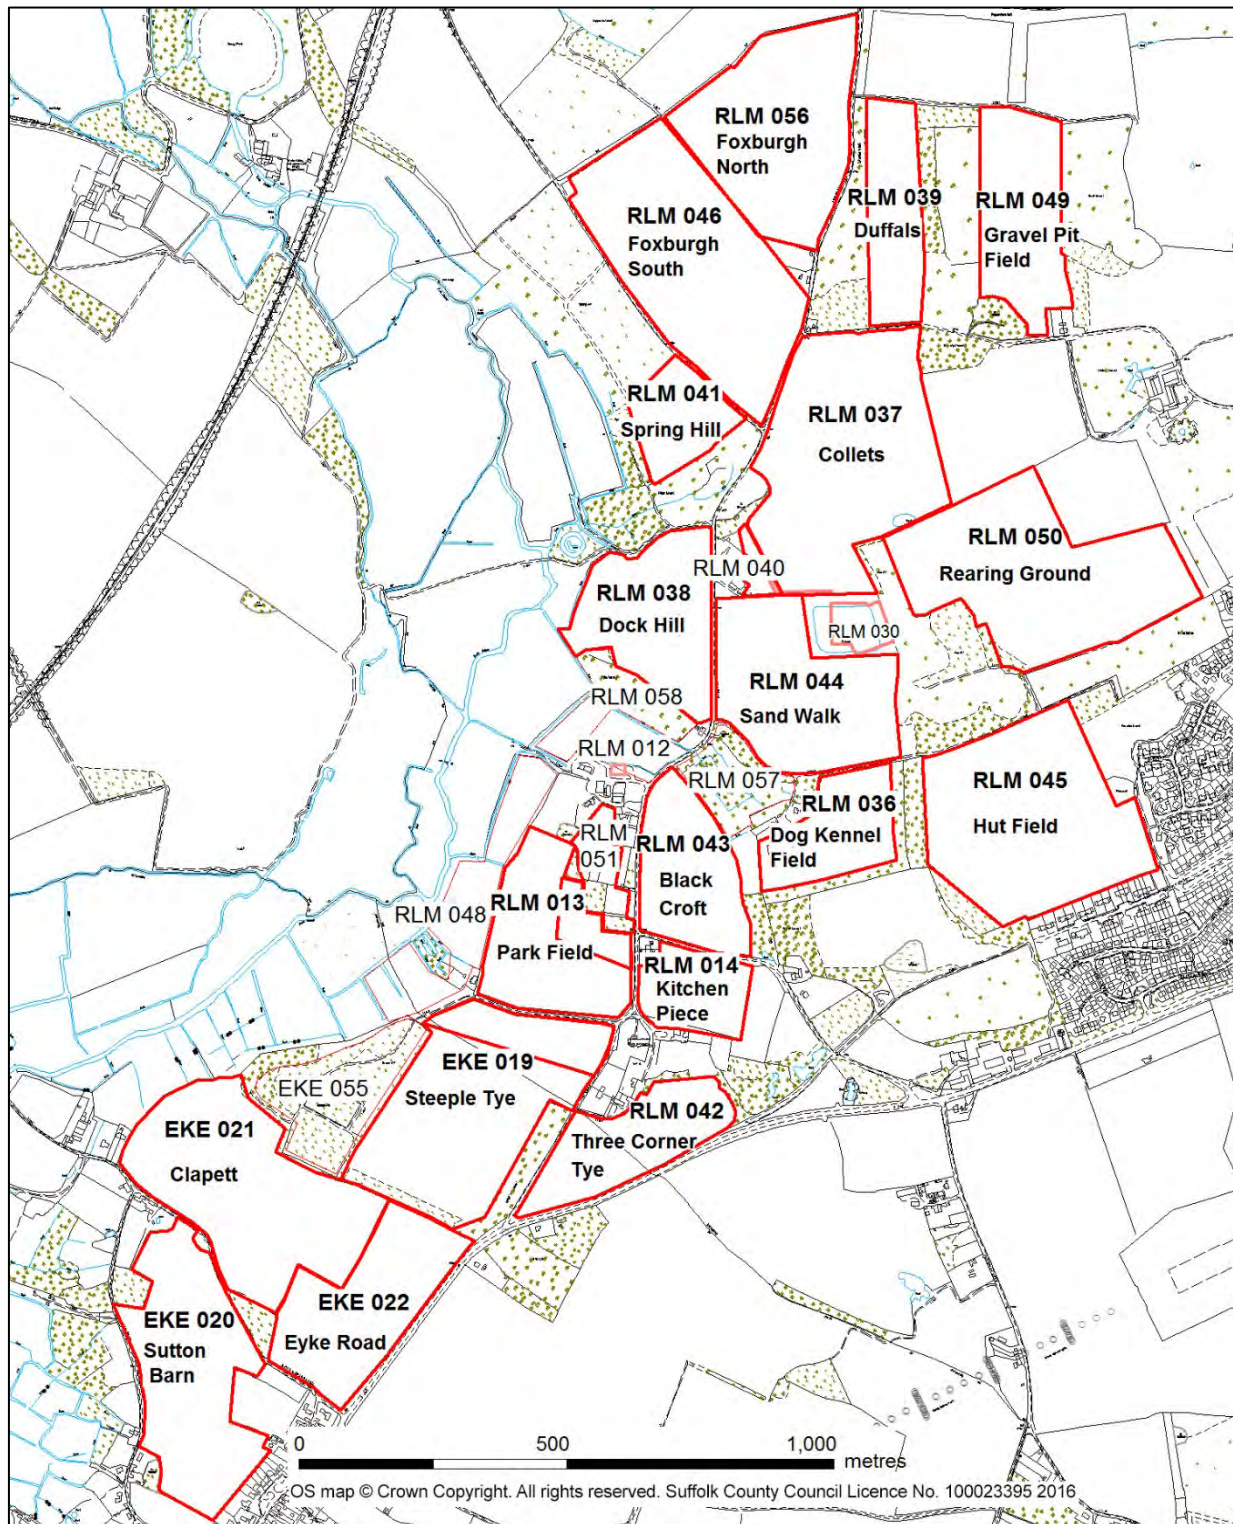 RLM 056
Foxburgh
North
RLM 039
Duffals
RLM 049
Gravel Pit
Field
RLM 046
Foxburgh
South
RLM 041
Spring Hill
RLM 037
Collets
RLM 050
Rearing Ground
RLM 040
RLM 038
Dock Hill
RLM 030
RLM 044
Sand Walk
RLM 058
RLM 012
RLM 057
RLM 045
Hut Field
RLM 036
Dog Kennel
Field
RLM
051
RLM 043
Black
Croft
RLM 048
RLM 013
Park Field
RLM 014
Kitchen
Piece
EKE 019
Steeple Tye
EKE 055
RLM 042
Three Corner
Tye
EKE 021
Clapett
EKE 022
Eyke Road
EKE 020
Sutton
Barn
0 500 1,000
metres
OS map © Crown Copyright. All rights reserved. Suffolk County Council Licence No. 100023395 2016